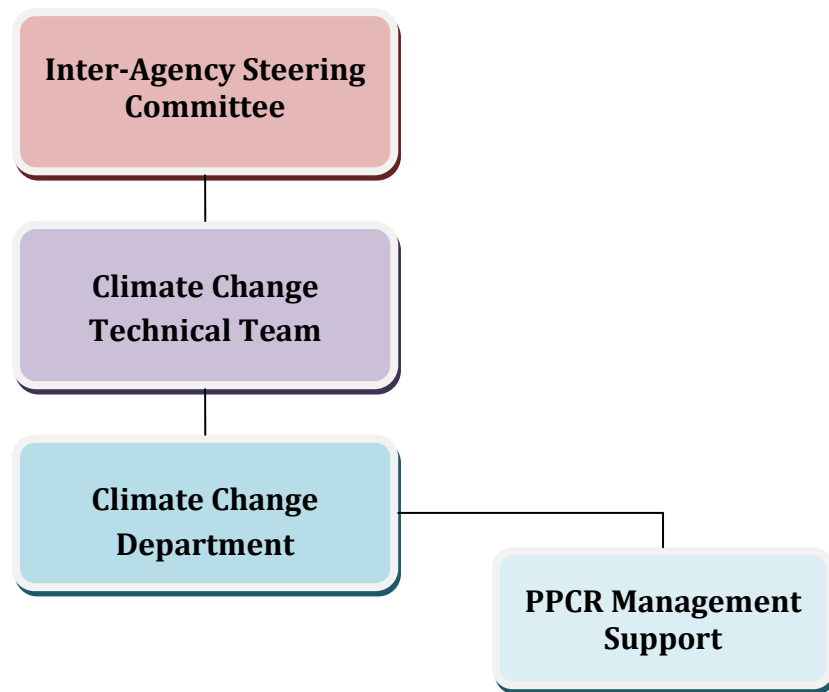 Inter-Agency Steering
Committee
Climate Change
Technical Team
Climate Change
Department
PPCR Management
Support